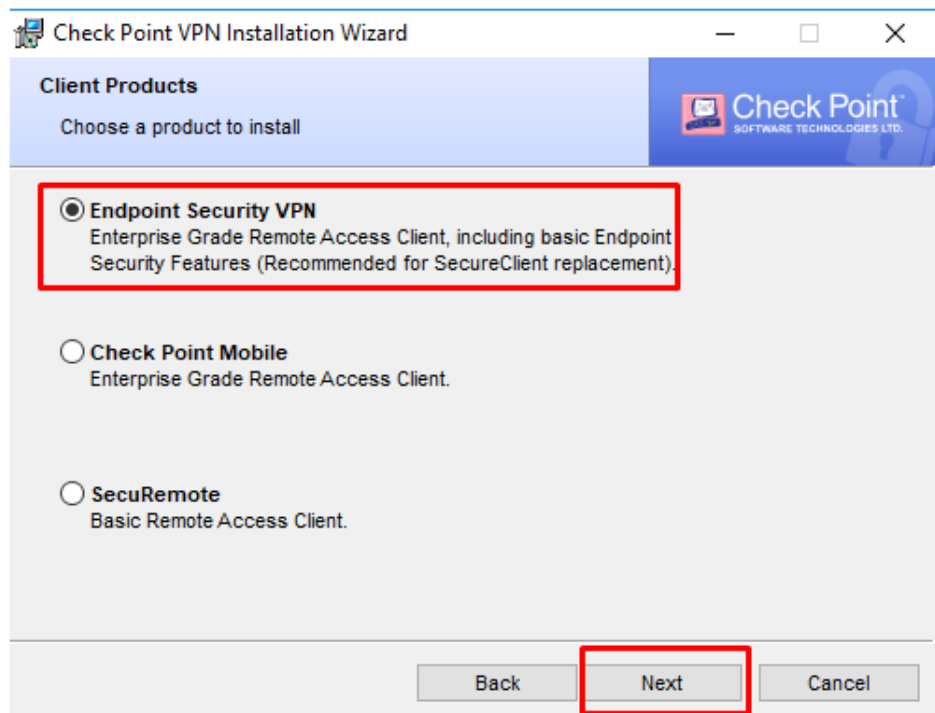 Check Point VPN Installation Wizard
Client Products
Choose a product to install
Check Point™
SOFTWARE TECHNOLOGIES LTD.
Endpoint Security VPN
Enterprise Grade Remote Access Client, including basic Endpoint
Security Features (Recommended for SecureClient replacement).
Check Point Mobile
Enterprise Grade Remote Access Client.
SecuRemote
Basic Remote Access Client.
Back
Next
Cancel